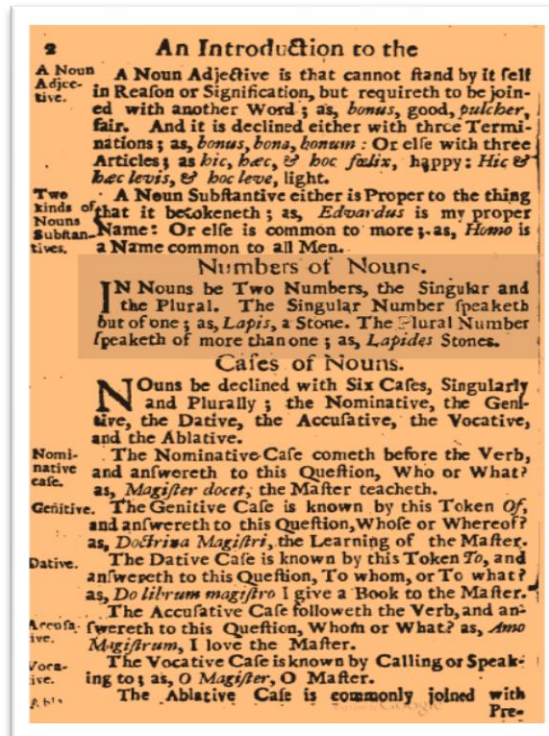 2 An Introduction to the
A Noun
Adjec-
tive.
A Noun Adjective is that cannot ſtand by it ſelf
in Reaſon or Signification, but requireth to be join-
ed with another Word ; as, bonus, good, pulcher,
fair. And it is declined either with three Termi-
nations ; as, bonus, bona, bonum : Or elſe with three
Articles ; as hic, hæc, & hoc fœlix, happy : Hic &
hæc levis, & hoc leve, light.
Two
kinds of
Nouns
Subſtan-
tives.
A Noun Subſtantive either is Proper to the thing
that it betokeneth ; as, Edvardus is my proper
Name : Or elſe is common to more ; as, Homo is
a Name common to all Men.
Numbers of Nouns.
IN Nouns be Two Numbers, the Singular and
the Plural. The Singular Number ſpeaketh
but of one ; as, Lapis, a Stone. The Plural Number
ſpeaketh of more than one ; as, Lapides Stones.
Caſes of Nouns.
NOuns be declined with Six Caſes, Singularly
and Plurally ; the Nominative, the Geni-
tive, the Dative, the Accuſative, the Vocative,
and the Ablative.
Nomi-
native
caſe.
The Nominative Caſe cometh before the Verb,
and anſwereth to this Queſtion, Who or What?
as, Magiſter docet, the Maſter teacheth.
Genitive.
The Genitive Caſe is known by this Token Of,
and anſwereth to this Queſtion, Whoſe or Whereof?
as, Doctrina Magiſtri, the Learning of the Maſter.
Dative.
The Dative Caſe is known by this Token To, and
anſwereth to this Queſtion, To whom, or To what?
as, Do librum magiſtro I give a Book to the Maſter.
Accuſa-
ive.
The Accuſative Caſe followeth the Verb, and an-
ſwereth to this Queſtion, Whom or What? as, Amo
Magiſtrum, I love the Maſter.
Voca-
ive.
The Vocative Caſe is known by Calling or Speak-
ing to ; as, O Magiſter, O Maſter.
The Ablative Caſe is commonly joined with
Pre-